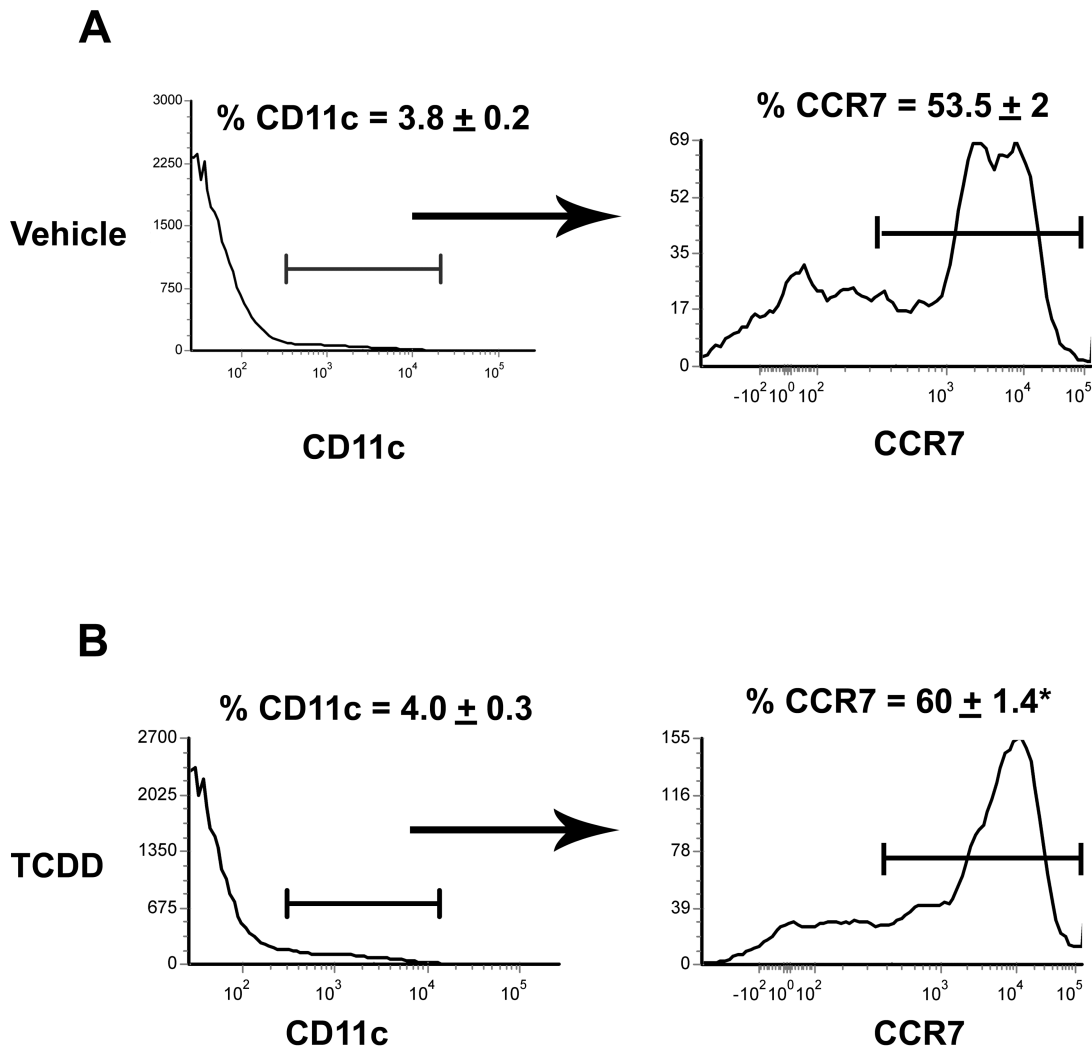 A
% CD11c = 3.8 ± 0.2
% CCR7 = 53.5 ± 2
Vehicle
3000
2250
1500
750
0
10² 10³ 10⁴ 10⁵
CD11c
69
52
35
17
0
-10² 10⁰ 10² 10³ 10⁴ 10⁵
CCR7
B
% CD11c = 4.0 ± 0.3
% CCR7 = 60 ± 1.4*
TCDD
2700
2025
1350
675
0
10² 10³ 10⁴ 10⁵
CD11c
155
116
78
39
0
-10² 10⁰ 10² 10³ 10⁴ 10⁵
CCR7